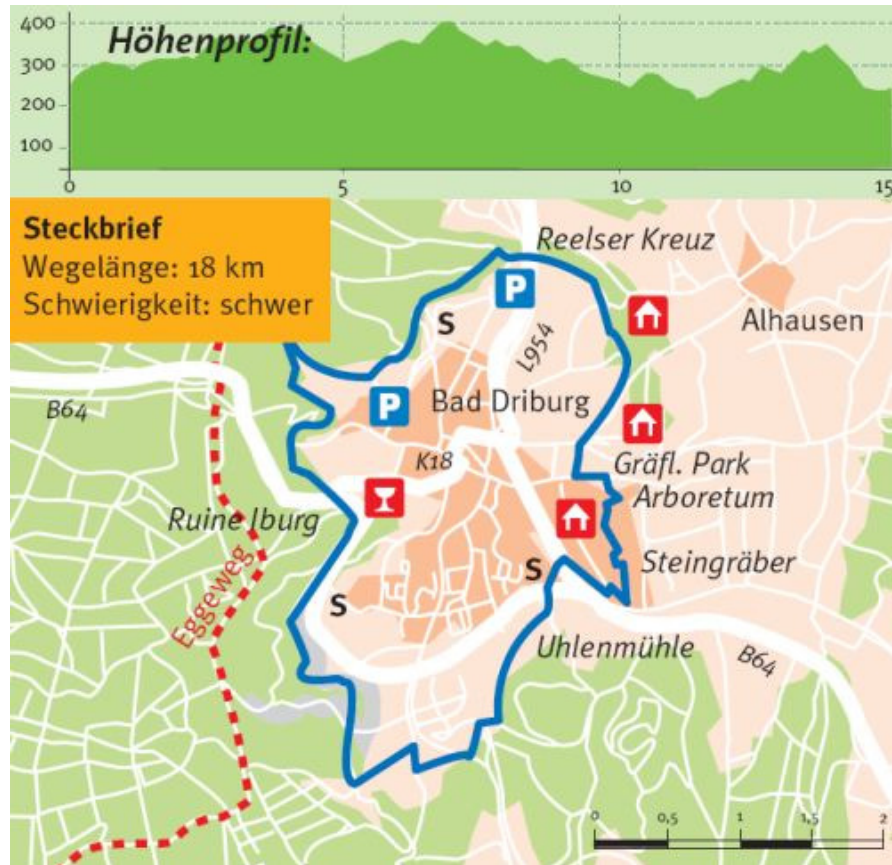 Höhenprofil:
400
300
200
100
0 5 10 15
Steckbrief
Wegelänge: 18 km
Schwierigkeit: schwer
Reelser Kreuz
P
S
L954
Alhausen
B64
P
Bad Driburg
K18
Gräfl. Park
Arboretum
Ruine Iburg
Steingräber
S
S
Eggeweg
Uhlenmühle
B64
0 0,5 1 1,5 2